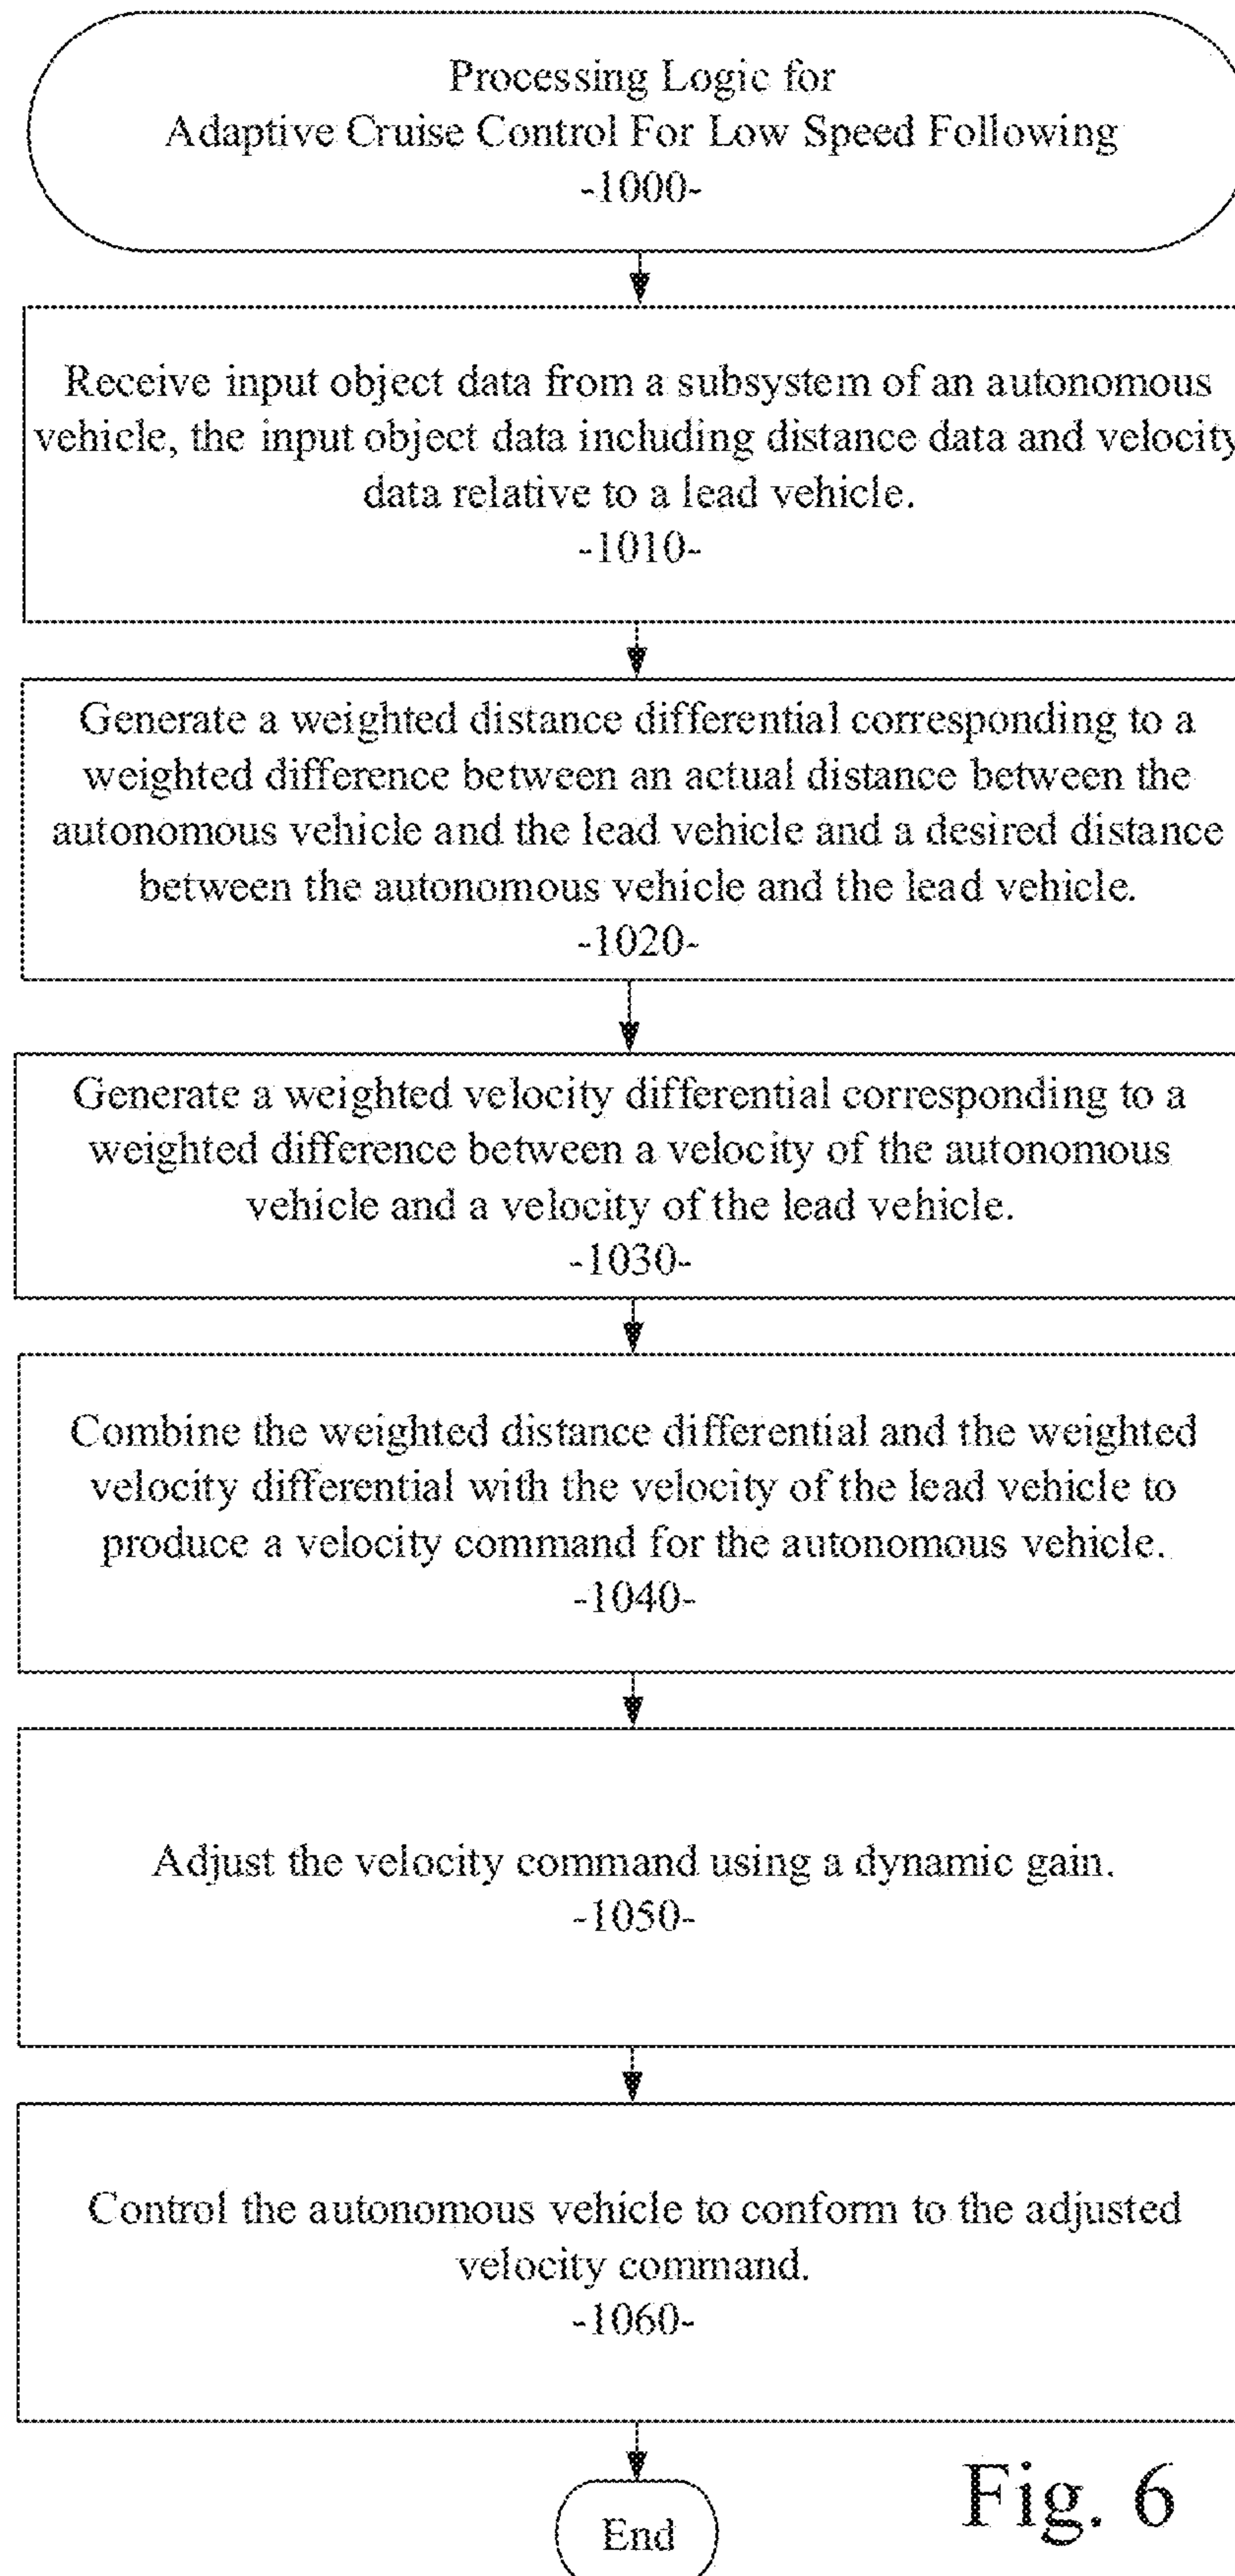 Processing Logic for
Adaptive Cruise Control For Low Speed Following
-1000-
Receive input object data from a subsystem of an autonomous
vehicle, the input object data including distance data and velocity
data relative to a lead vehicle.
-1010-
Generate a weighted distance differential corresponding to a
weighted difference between an actual distance between the
autonomous vehicle and the lead vehicle and a desired distance
between the autonomous vehicle and the lead vehicle.
-1020-
Generate a weighted velocity differential corresponding to a
weighted difference between a velocity of the autonomous
vehicle and a velocity of the lead vehicle.
-1030-
Combine the weighted distance differential and the weighted
velocity differential with the velocity of the lead vehicle to
produce a velocity command for the autonomous vehicle.
-1040-
Adjust the velocity command using a dynamic gain.
-1050-
Control the autonomous vehicle to conform to the adjusted
velocity command.
-1060-
End
Fig. 6